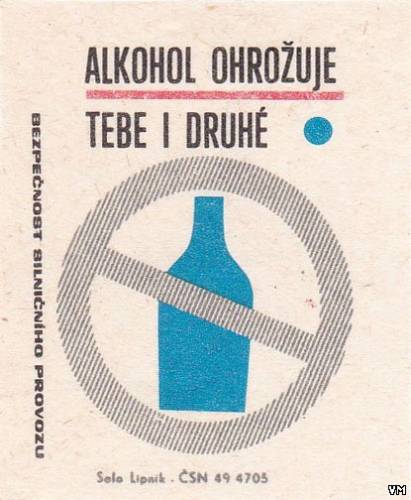 ALKOHOL OHROŽUJE
TEBE I DRUHÉ
BEZPEČNOST SILNIČNÍHO PROVOZU
Solo Lipník - ČSN 49 4705
VM